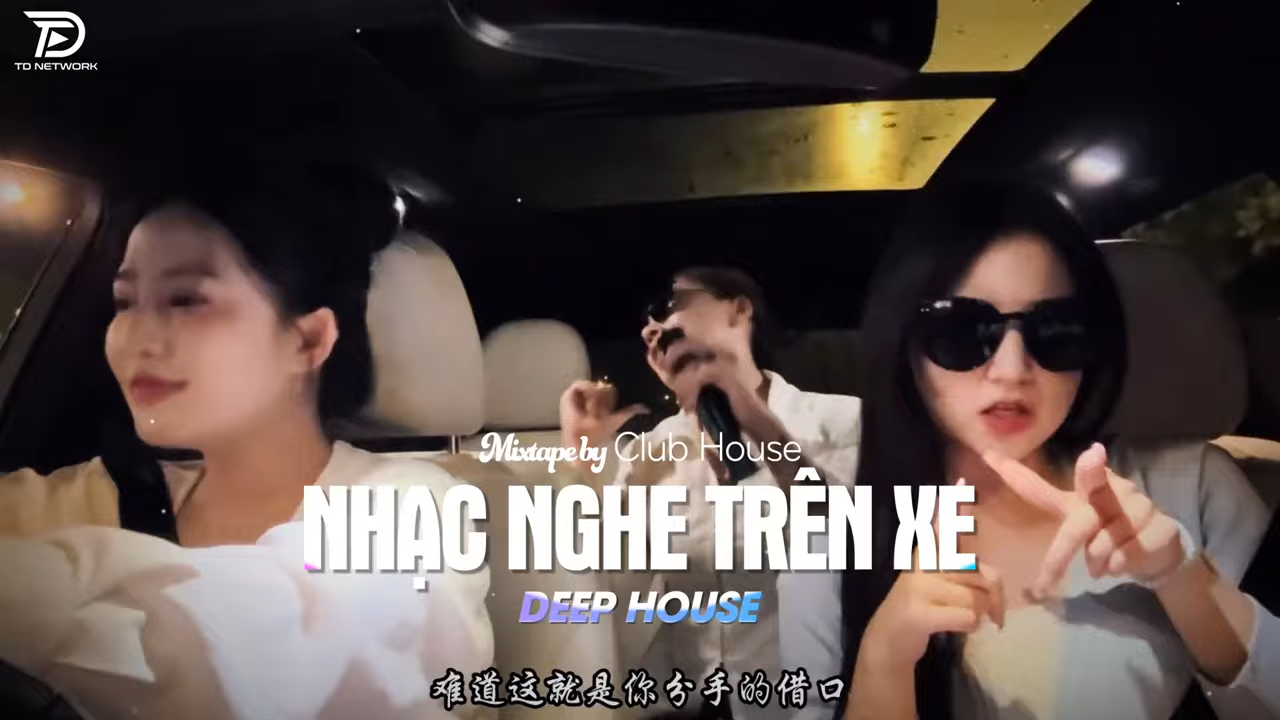 TD NETWORK
Mixtape by Club House
NHẠC NGHE TRÊN XE
DEEP HOUSE
难道这就是你分手的借口